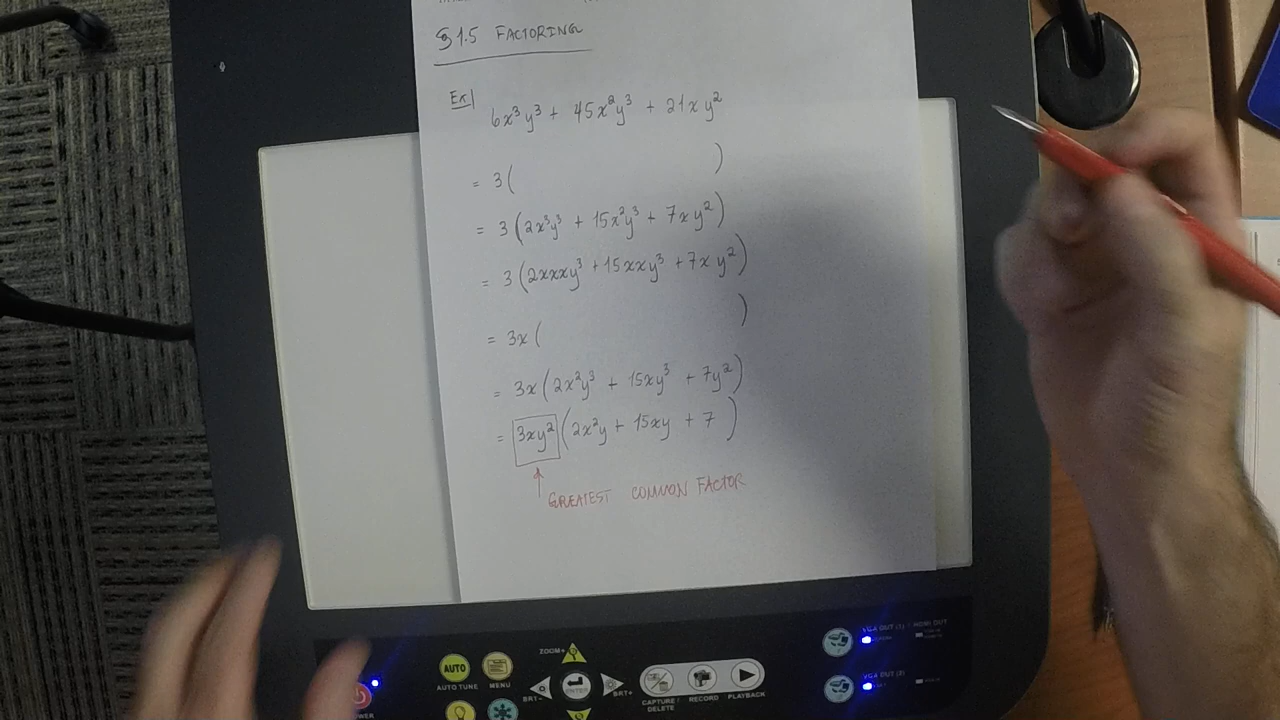 §1.5 FACTORING
Ex|
6x³y³ + 45x²y³ + 21xy²
= 3( )
= 3(2x³y³ + 15x²y³ + 7xy²)
= 3(2xxxy³ + 15xxy³ + 7xy²)
= 3x( )
= 3x(2x²y³ + 15xy³ + 7y²)
= 3xy²(2x²y + 15xy + 7 )
↑
GREATEST COMMON FACTOR
ZOOM+
AUTO
AUTO TUNE
MENU
BRT-
ENTER
BRT+
CAPTURE/
DELETE
RECORD
PLAYBACK
VGA OUT (1) / HDMI OUT
VGA OUT (2)